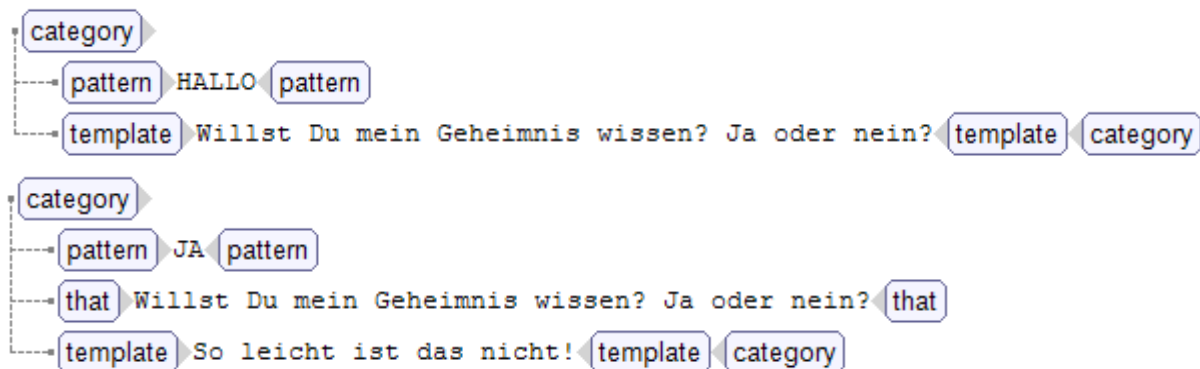 category
pattern HALLO pattern
template Willst Du mein Geheimnis wissen? Ja oder nein? template category
category
pattern JA pattern
that Willst Du mein Geheimnis wissen? Ja oder nein? that
template So leicht ist das nicht! template category